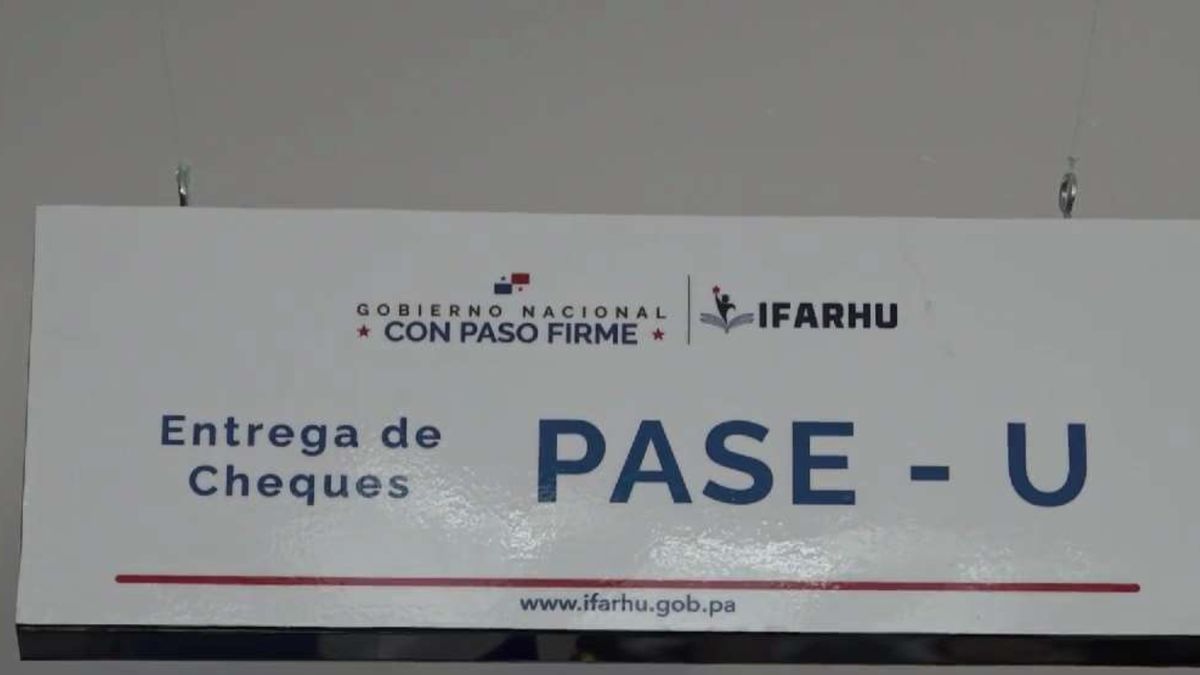 GOBIERNO NACIONAL
★ CON PASO FIRME ★
IFARHU
Entrega de
Cheques
PASE - U
www.ifarhu.gob.pa